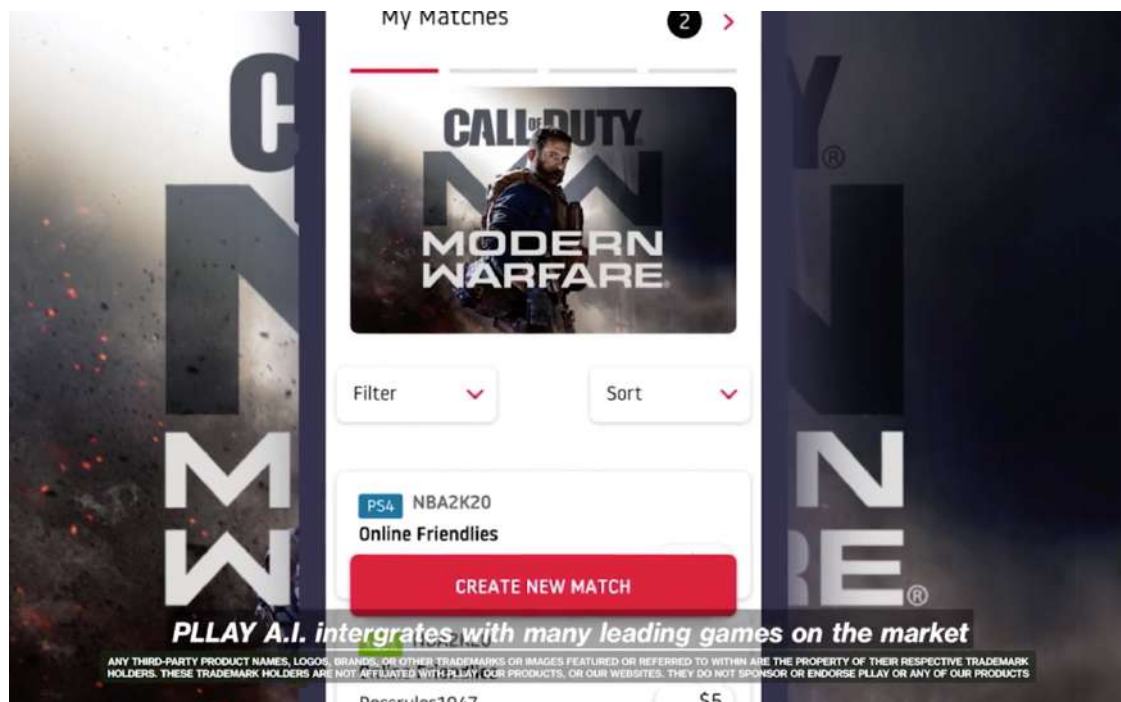 My Matches
2
CALL OF DUTY
MODERN
WARFARE
Filter
Sort
PS4 NBA2K20
Online Friendlies
CREATE NEW MATCH
PLLAY A.I. intergrates with many leading games on the market
ANY THIRD-PARTY PRODUCT NAMES, LOGOS, BRANDS, OR OTHER TRADEMARKS OR IMAGES FEATURED OR REFERRED TO WITHIN ARE THE PROPERTY OF THEIR RESPECTIVE TRADEMARK
HOLDERS. THESE TRADEMARK HOLDERS ARE NOT AFFILIATED WITH PLLAY, OUR PRODUCTS, OR OUR WEBSITES. THEY DO NOT SPONSOR OR ENDORSE PLLAY OR ANY OF OUR PRODUCTS
$5